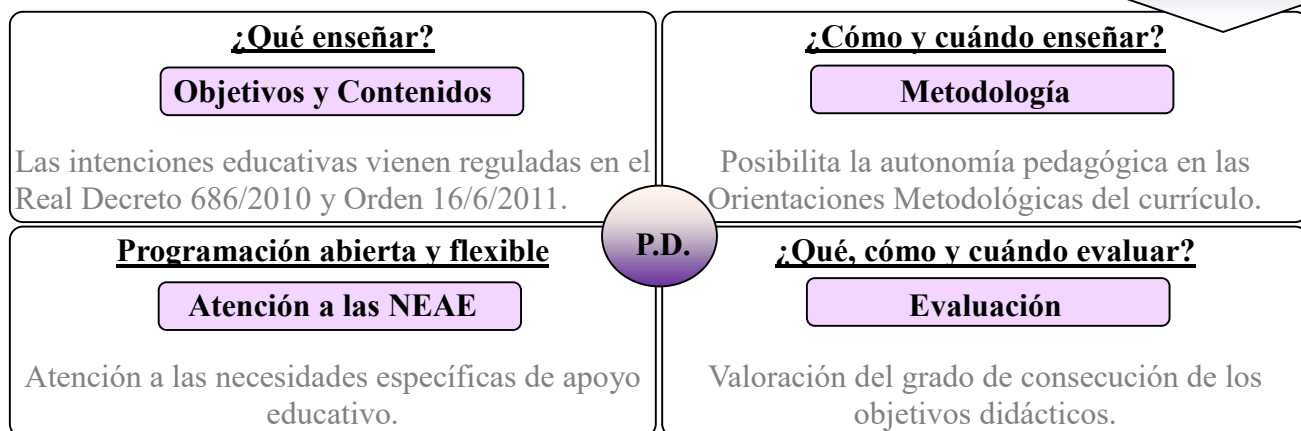 ¿Qué enseñar?
Objetivos y Contenidos
Las intenciones educativas vienen reguladas en el
Real Decreto 686/2010 y Orden 16/6/2011.
¿Cómo y cuándo enseñar?
Metodología
Posibilita la autonomía pedagógica en las
Orientaciones Metodológicas del currículo.
P.D.
Programación abierta y flexible
Atención a las NEAE
Atención a las necesidades específicas de apoyo
educativo.
¿Qué, cómo y cuándo evaluar?
Evaluación
Valoración del grado de consecución de los
objetivos didácticos.